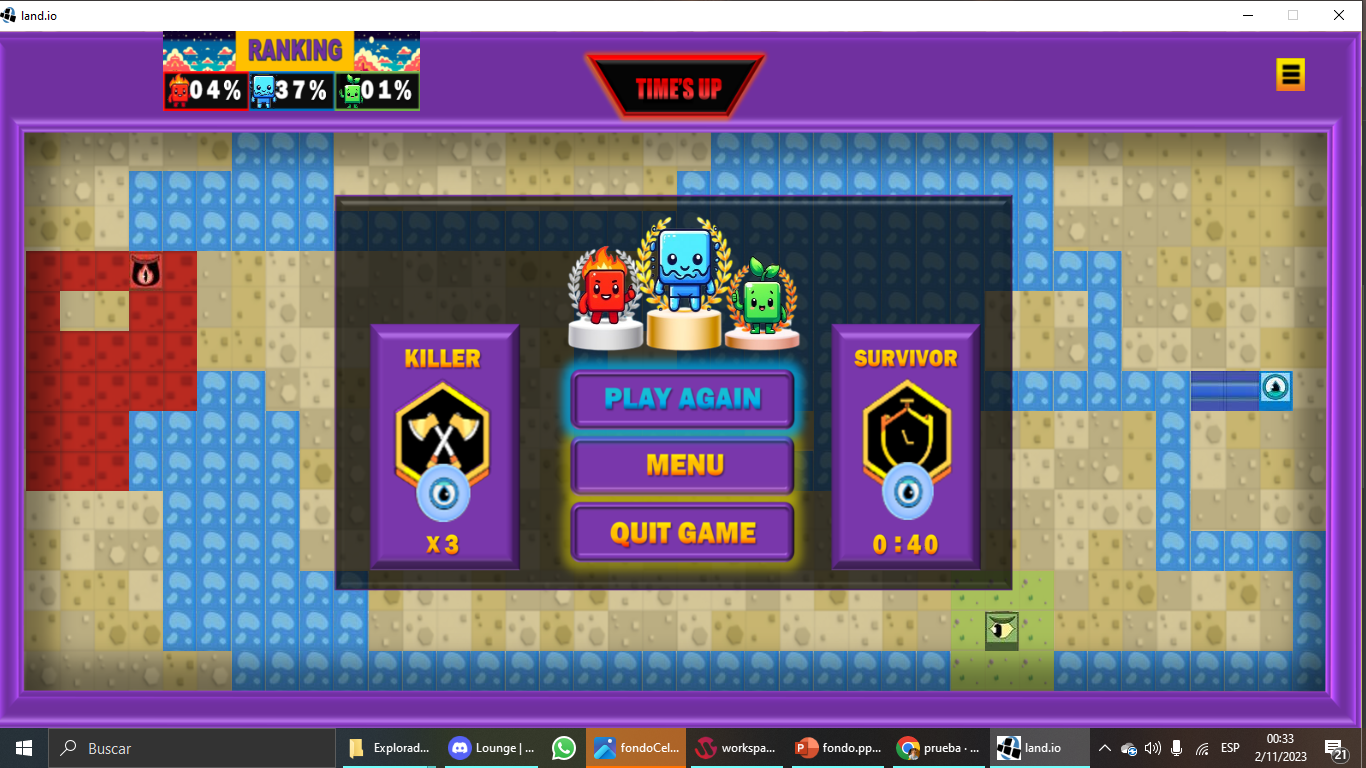 land.io
RANKING
04% 37% 01%
TIME'S UP
KILLER
X3
PLAY AGAIN
MENU
QUIT GAME
SURVIVOR
0:40
Buscar
Explorad...
Lounge | ...
fondoCel...
workspa...
fondo.pp...
prueba · ...
land.io
ESP
00:33
2/11/2023
21